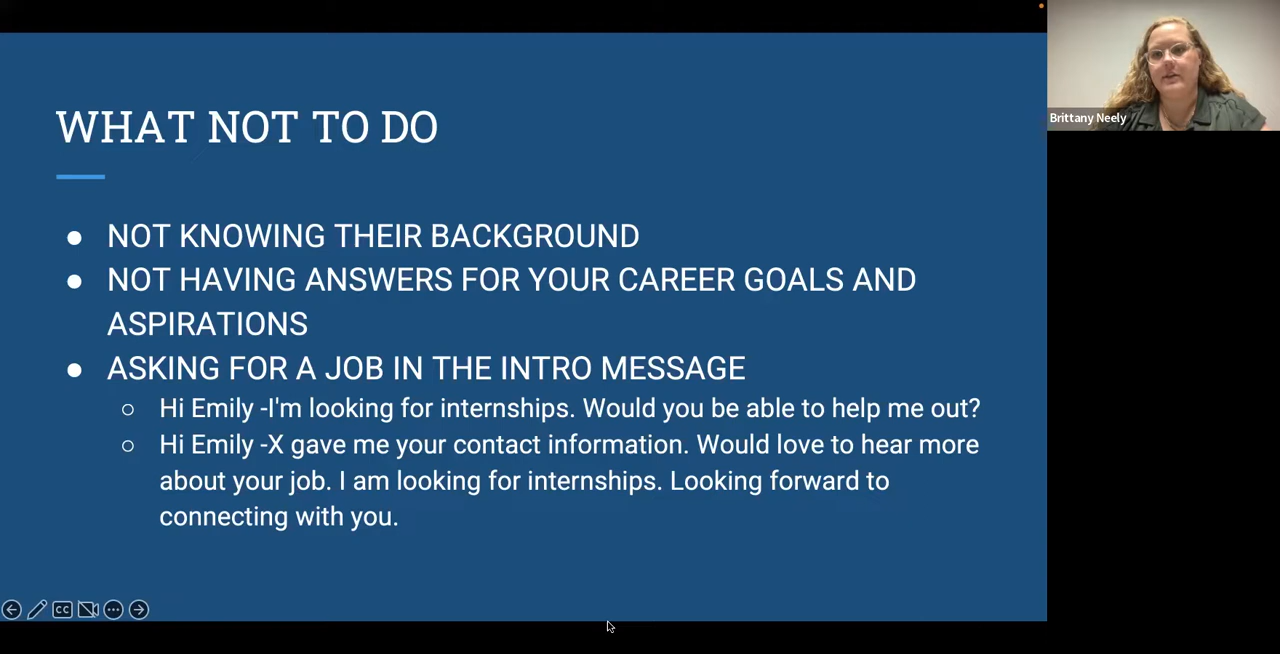 WHAT NOT TO DO
● NOT KNOWING THEIR BACKGROUND
● NOT HAVING ANSWERS FOR YOUR CAREER GOALS AND
ASPIRATIONS
● ASKING FOR A JOB IN THE INTRO MESSAGE
○ Hi Emily -I'm looking for internships. Would you be able to help me out?
○ Hi Emily -X gave me your contact information. Would love to hear more
about your job. I am looking for internships. Looking forward to
connecting with you.
CC
Brittany Neely